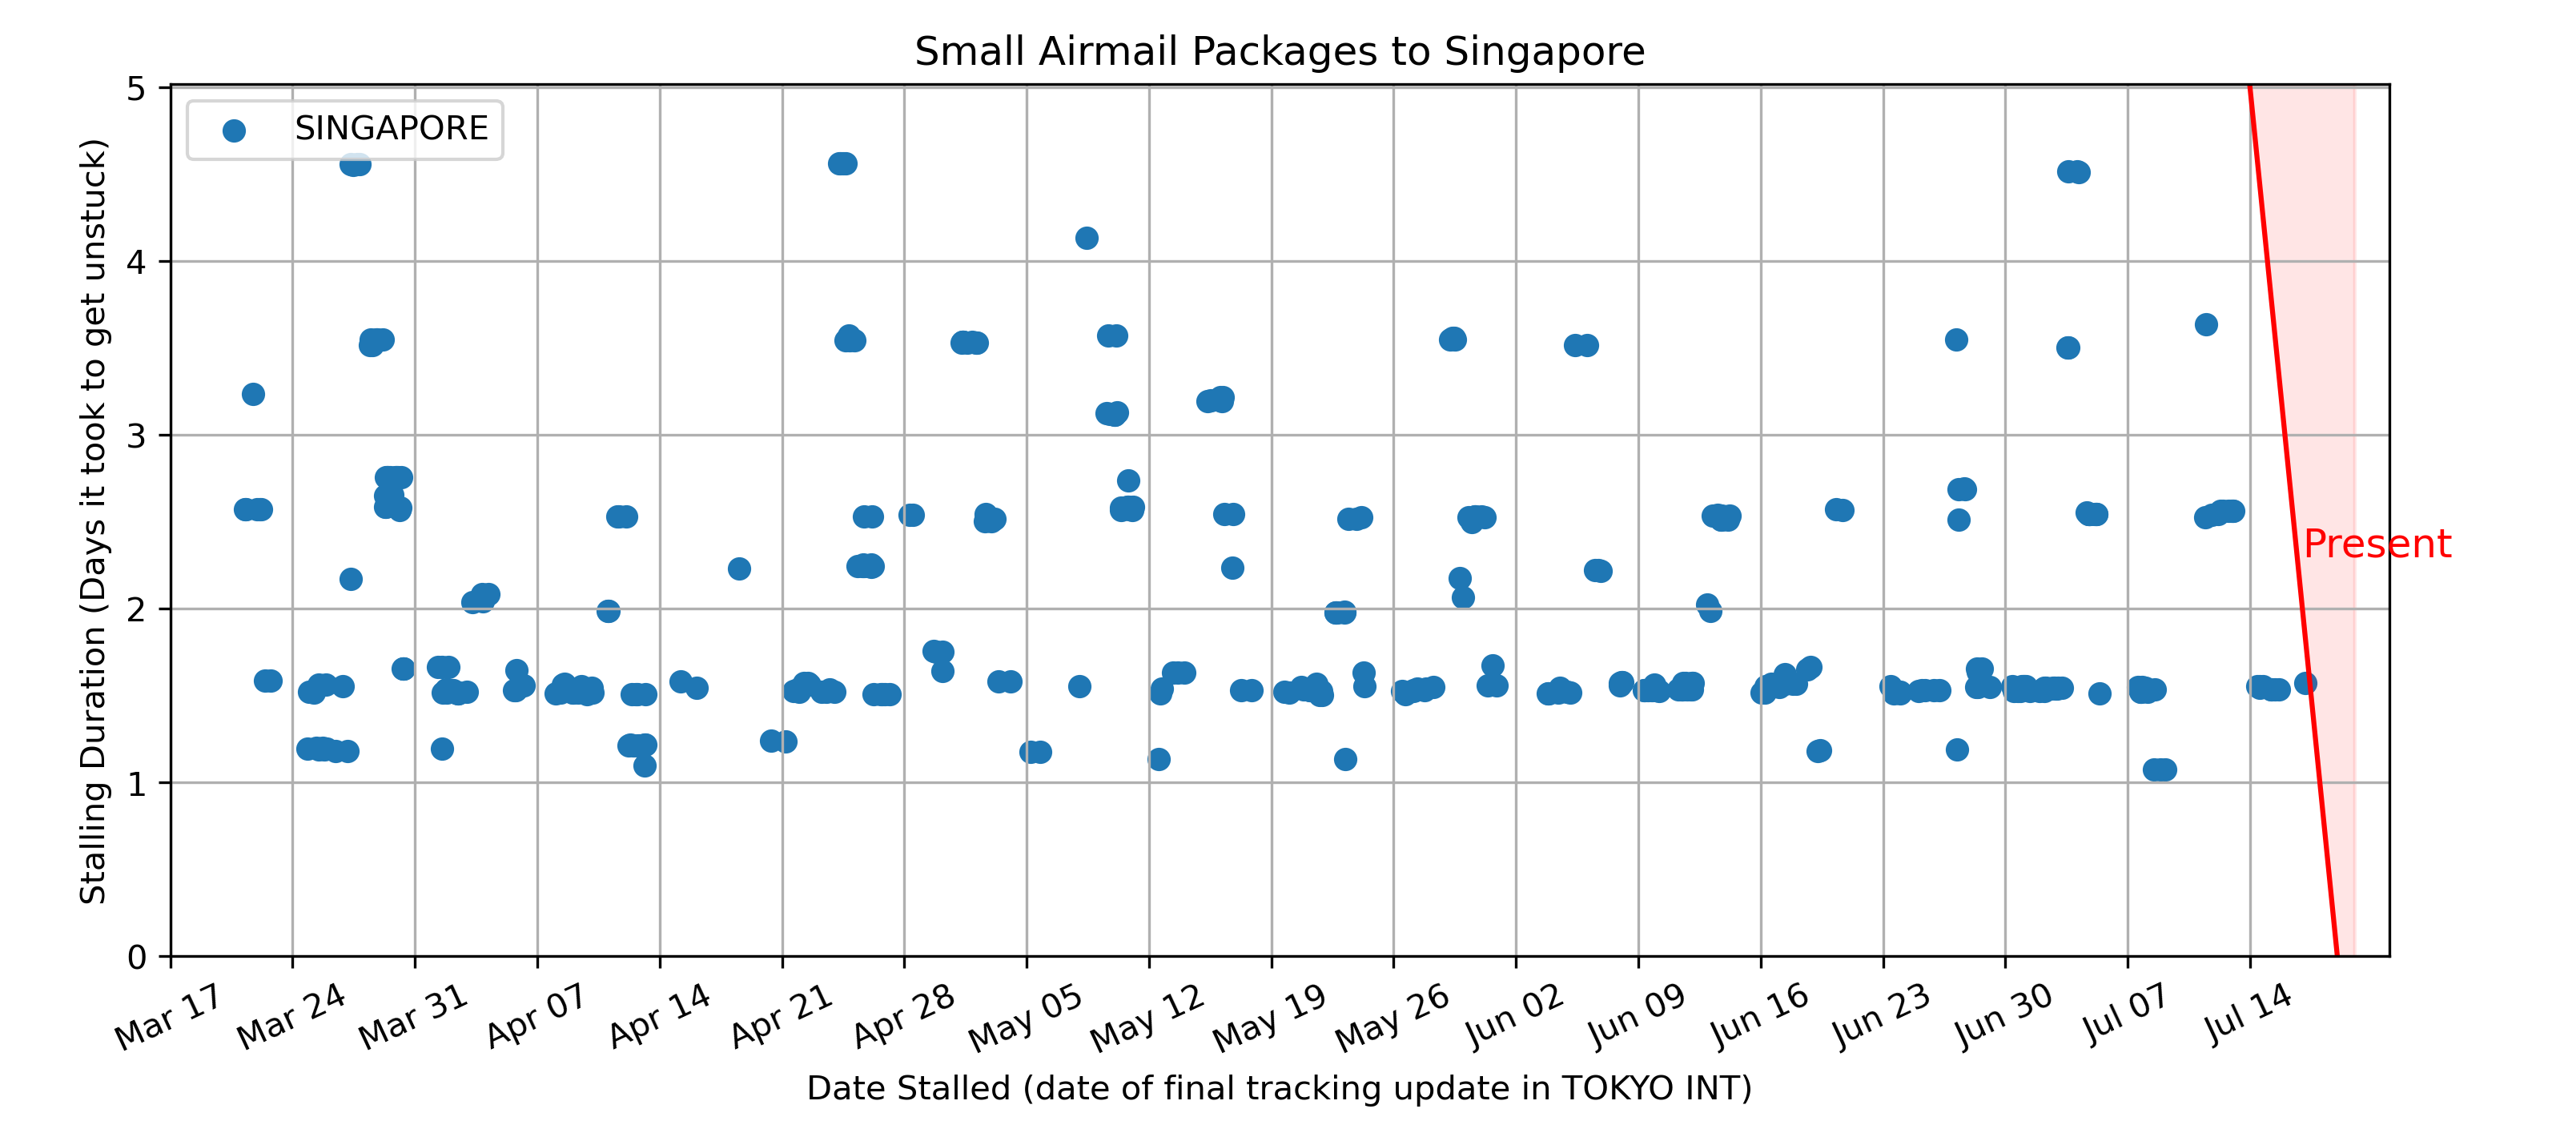 Small Airmail Packages to Singapore
SINGAPORE
Stalling Duration (Days it took to get unstuck)
5
4
3
2
1
0
Present
Mar 17
Mar 24
Mar 31
Apr 07
Apr 14
Apr 21
Apr 28
May 05
May 12
May 19
May 26
Jun 02
Jun 09
Jun 16
Jun 23
Jun 30
Jul 07
Jul 14
Date Stalled (date of final tracking update in TOKYO INT)